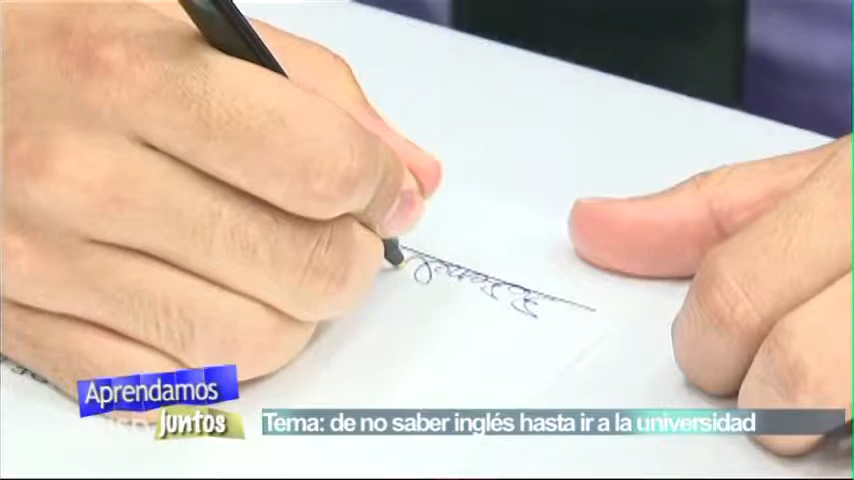 Aprendamos
Juntos
Tema: de no saber inglés hasta ir a la universidad